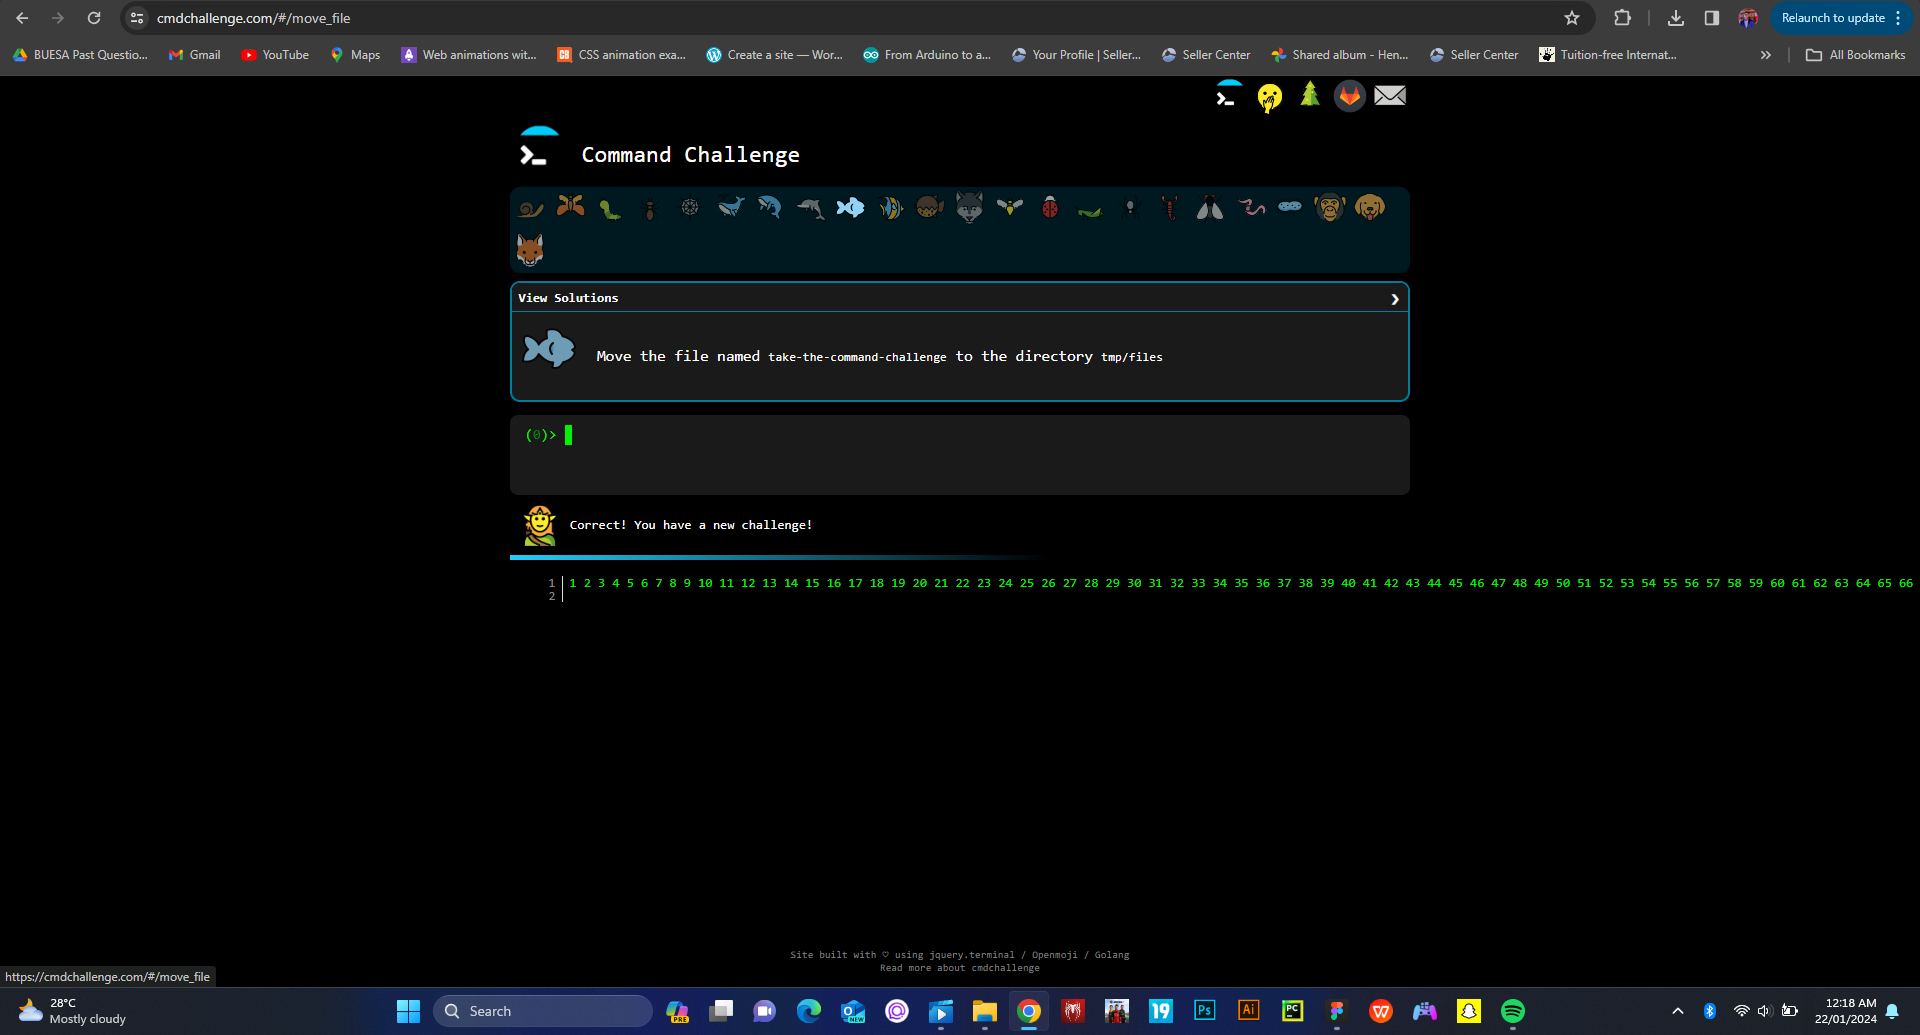 cmdchallenge.com/#/move_file
Relaunch to update
BUESA Past Questio...
Gmail
YouTube
Maps
Web animations wit...
CSS animation exa...
Create a site — Wor...
From Arduino to a...
Your Profile | Seller...
Seller Center
Shared album - Hen...
Seller Center
Tuition-free Internat...
All Bookmarks
Command Challenge
View Solutions
Move the file named take-the-command-challenge to the directory tmp/files
(0)>
Correct! You have a new challenge!
1 1 2 3 4 5 6 7 8 9 10 11 12 13 14 15 16 17 18 19 20 21 22 23 24 25 26 27 28 29 30 31 32 33 34 35 36 37 38 39 40 41 42 43 44 45 46 47 48 49 50 51 52 53 54 55 56 57 58 59 60 61 62 63 64 65 66
2
Site built with ♡ using jquery.terminal / Openmoji / Golang
Read more about cmdchallenge
https://cmdchallenge.com/#/move_file
28°C
Mostly cloudy
Search
PRE
NEW
19
Ps
Ai
PC
12:18 AM
22/01/2024